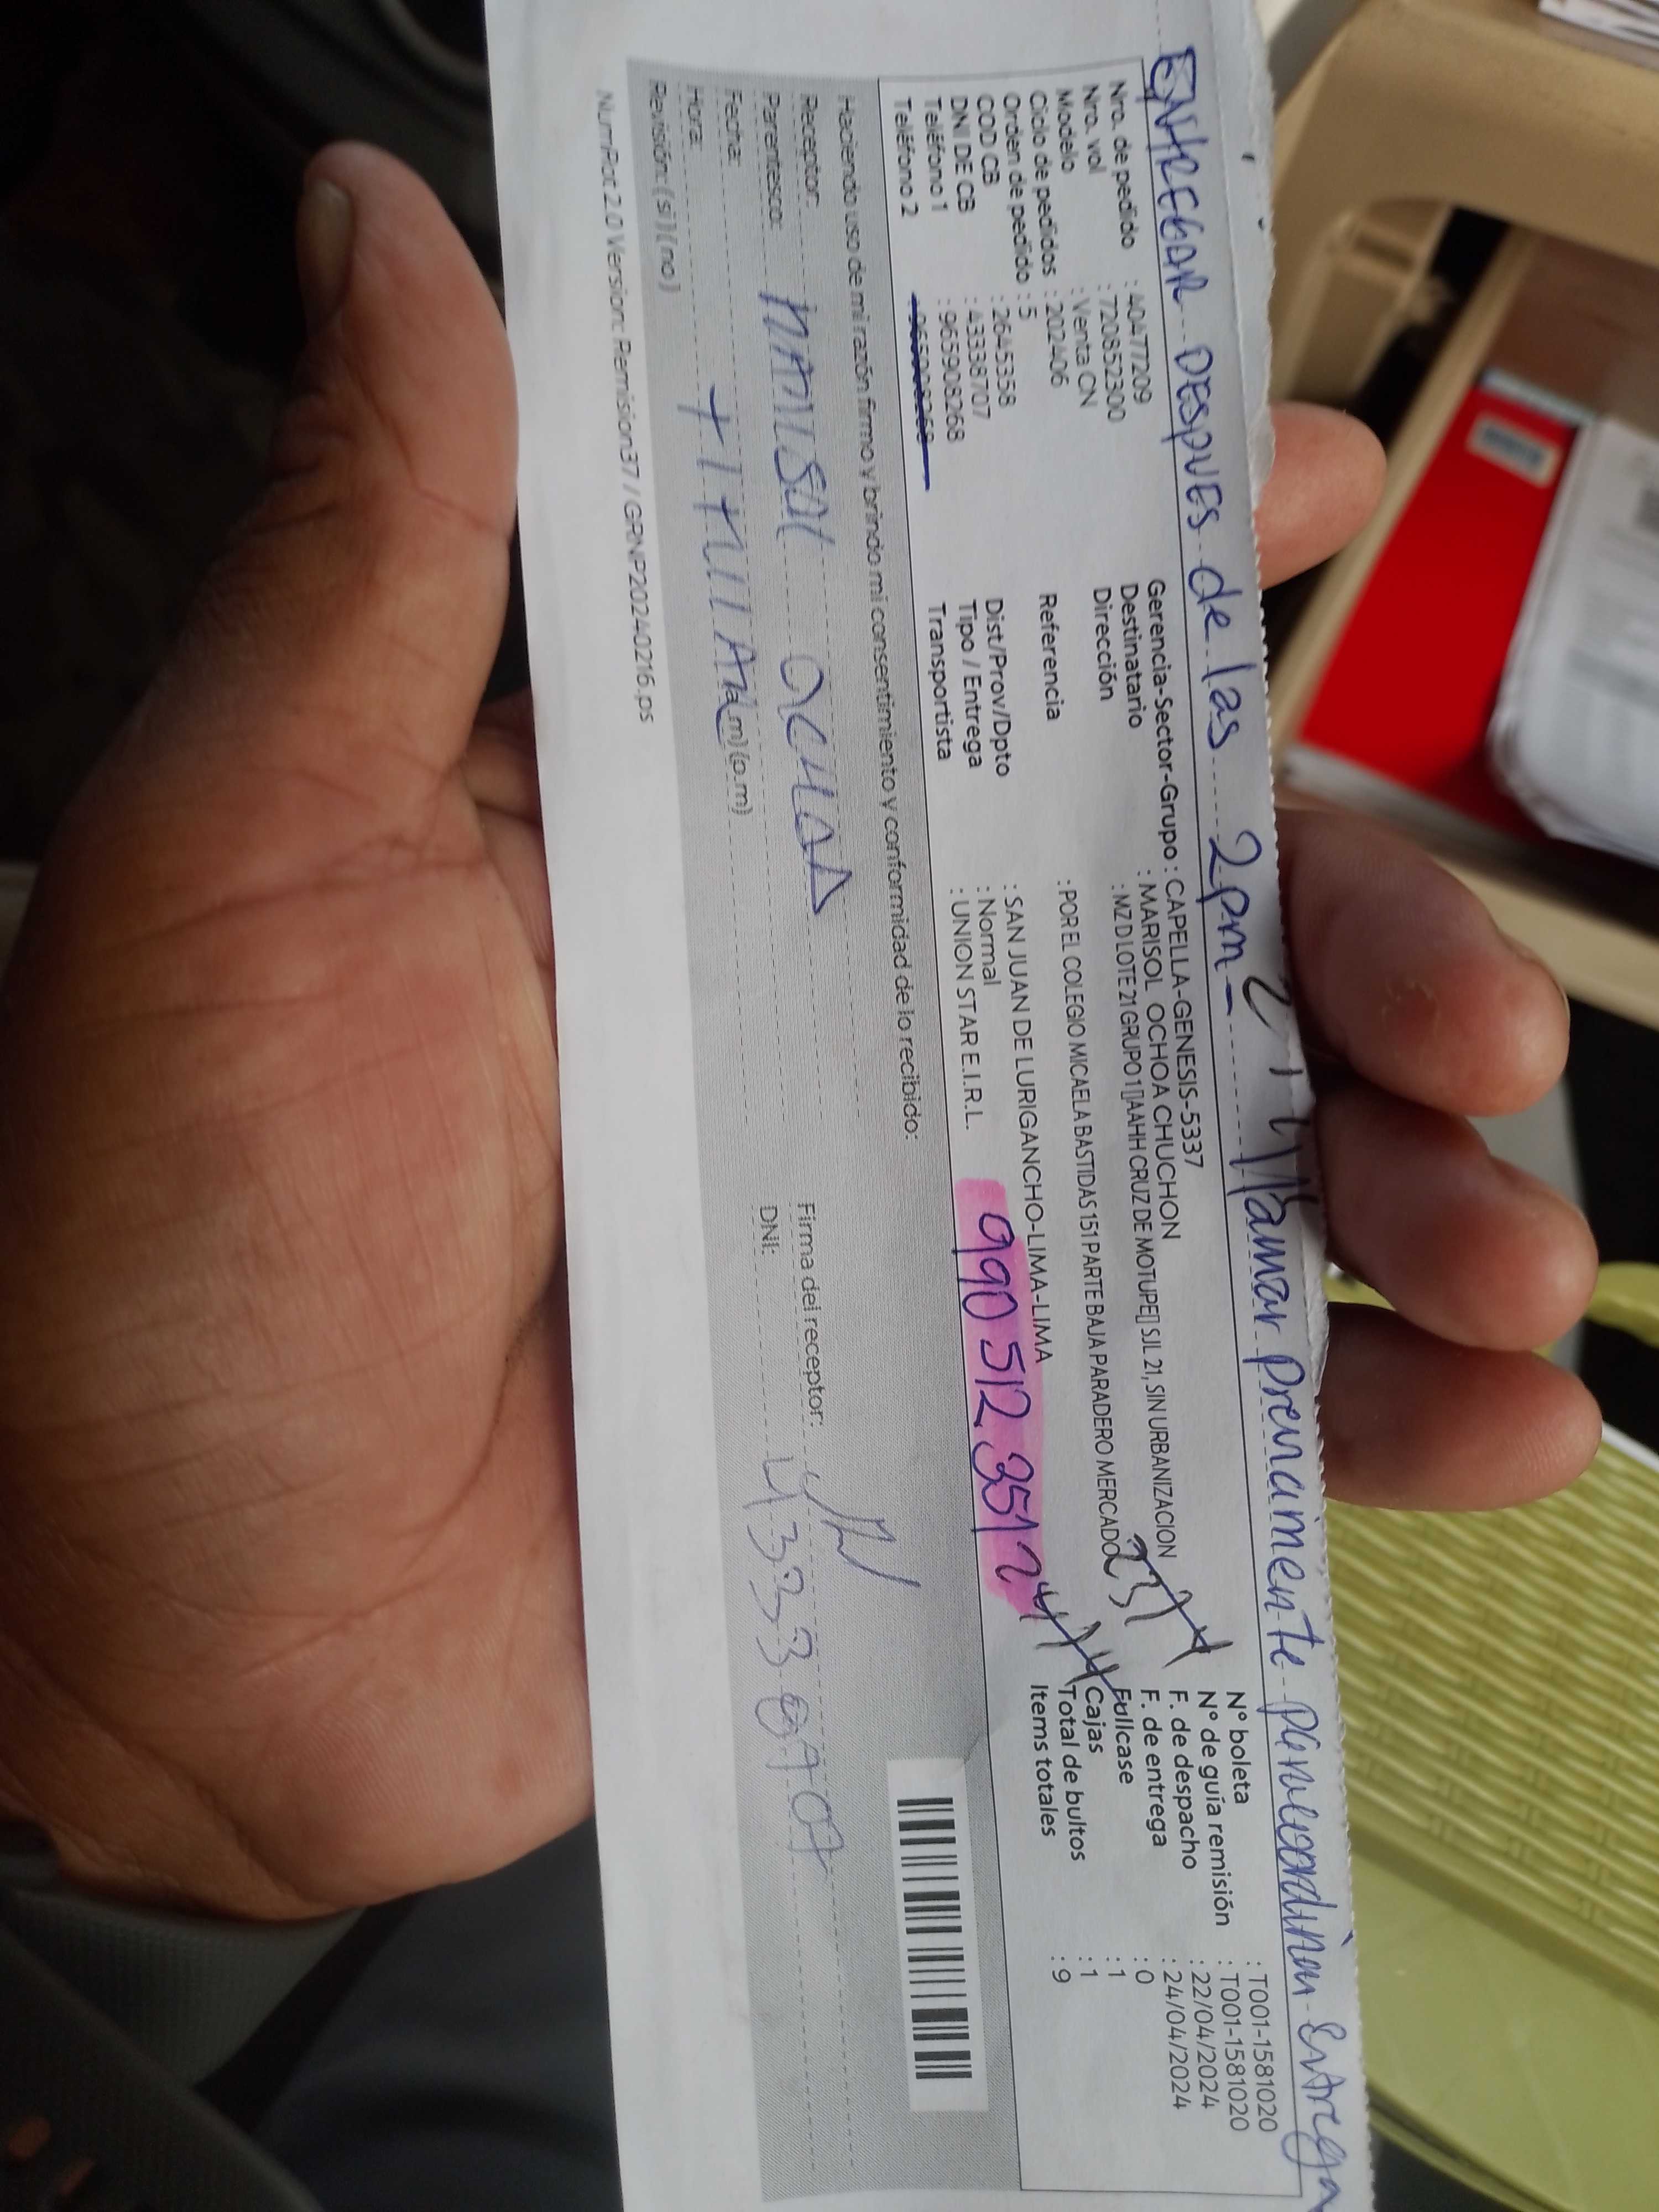 ENTREGAR DESPUES de las 2pm- llamar previamente para coordinar entrega
Nro. de pedido : 40477209
Nro. vol : 720852300
Modelo : Venta CN
Ciclo de pedidos : 202406
Orden de pedido : 5
COD CB : 2645358
DNI DE CB : 43338707
Teléfono 1 : 965908268
Teléfono 2 : 965908268
Gerencia-Sector-Grupo : CAPELLA-GENESIS-5337
Destinatario : MARISOL OCHOA CHUCHON
Dirección : MZ D LOTE 21 GRUPO 1[]AAHH CRUZ DE MOTUPE[] SJL 21, SIN URBANIZACION
Referencia : POR EL COLEGIO MICAELA BASTIDAS 151 PARTE BAJA PARADERO MERCADO
Dist/Prov/Dpto : SAN JUAN DE LURIGANCHO-LIMA-LIMA
Tipo / Entrega : Normal
Transportista : UNION STAR E.I.R.L.
990 512 351
N° boleta : T001-1581020
N° de guía remisión : T001-1581020
F. de despacho : 22/04/2024
F. de entrega : 24/04/2024
Fullcase : 0
Cajas : 1
Total de bultos : 1
Items totales : 9
Haciendo uso de mi razón firmo y brindo mi consentimiento y conformidad de lo recibido:
Receptor: Firma del receptor:
Parentesco: MARISOL OCHOA DNI: 43338707
Fecha:
Hora: (a.m) (p.m)
Revisión: ( si ) ( no )
NumRot 2.0 Version: Remision37 / GRNP20240216.ps